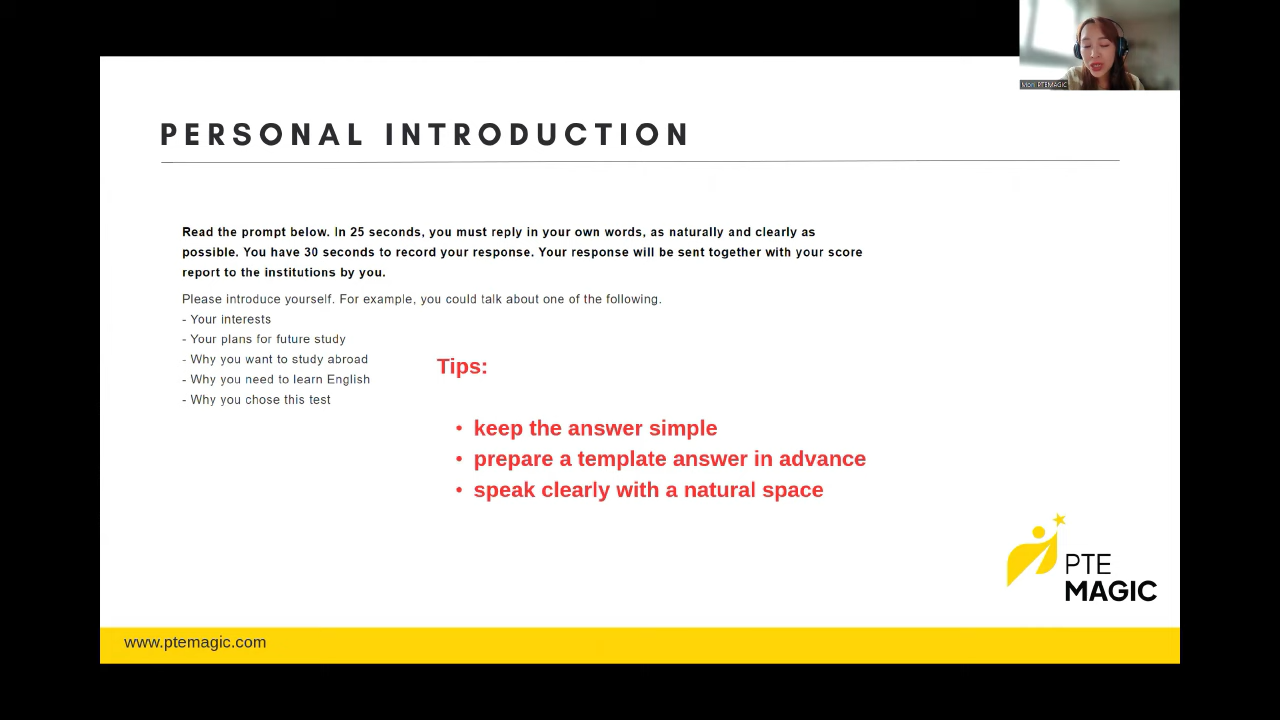 PERSONAL INTRODUCTION
Read the prompt below. In 25 seconds, you must reply in your own words, as naturally and clearly as
possible. You have 30 seconds to record your response. Your response will be sent together with your score
report to the institutions by you.
Please introduce yourself. For example, you could talk about one of the following.
- Your interests
- Your plans for future study
- Why you want to study abroad
- Why you need to learn English
- Why you chose this test
Tips:
• keep the answer simple
• prepare a template answer in advance
• speak clearly with a natural space
PTE
MAGIC
www.ptemagic.com